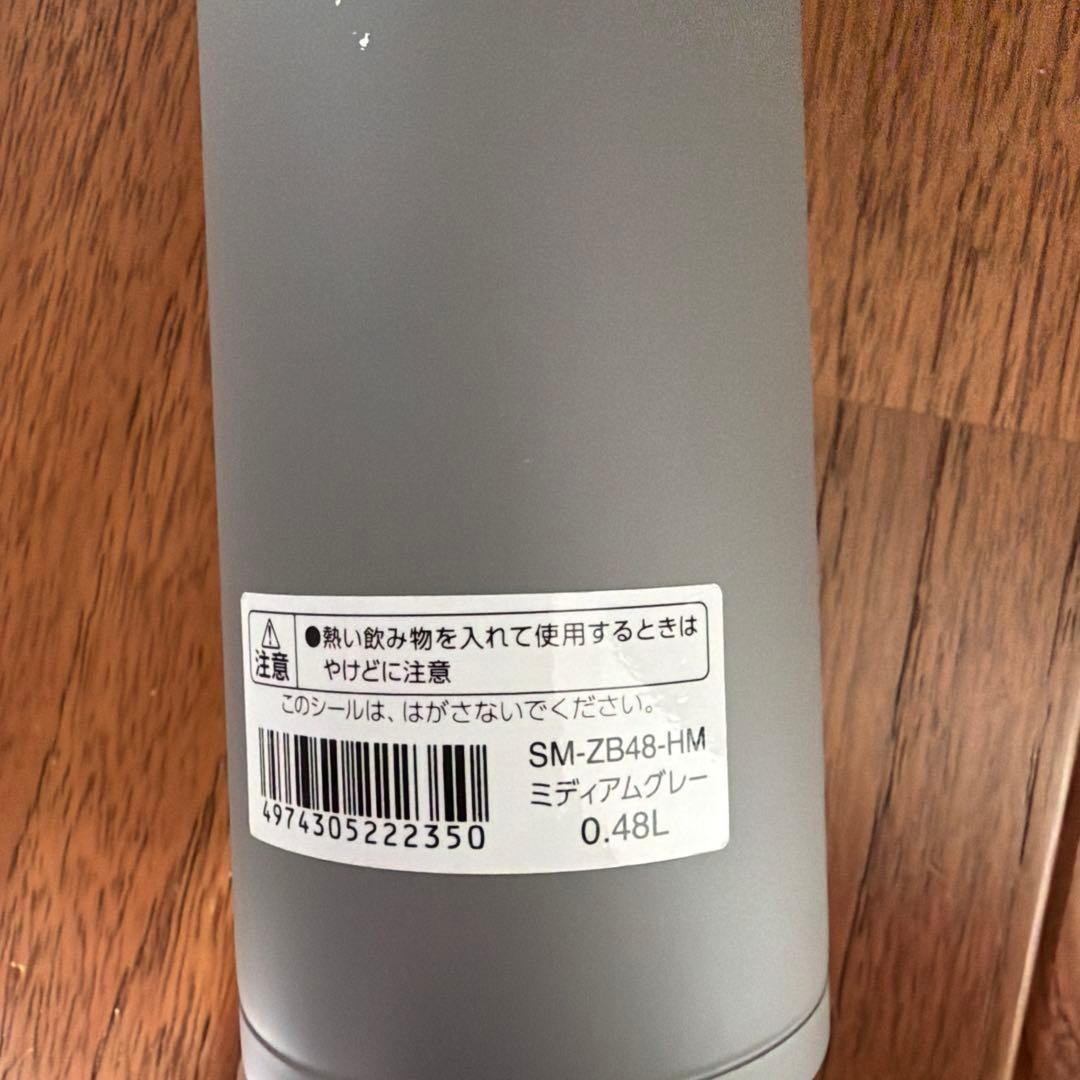 注意
●熱い飲み物を入れて使用するときは
やけどに注意
このシールは、はがさないでください。
SM-ZB48-HM
ミディアムグレー
0.48L
4974305222350